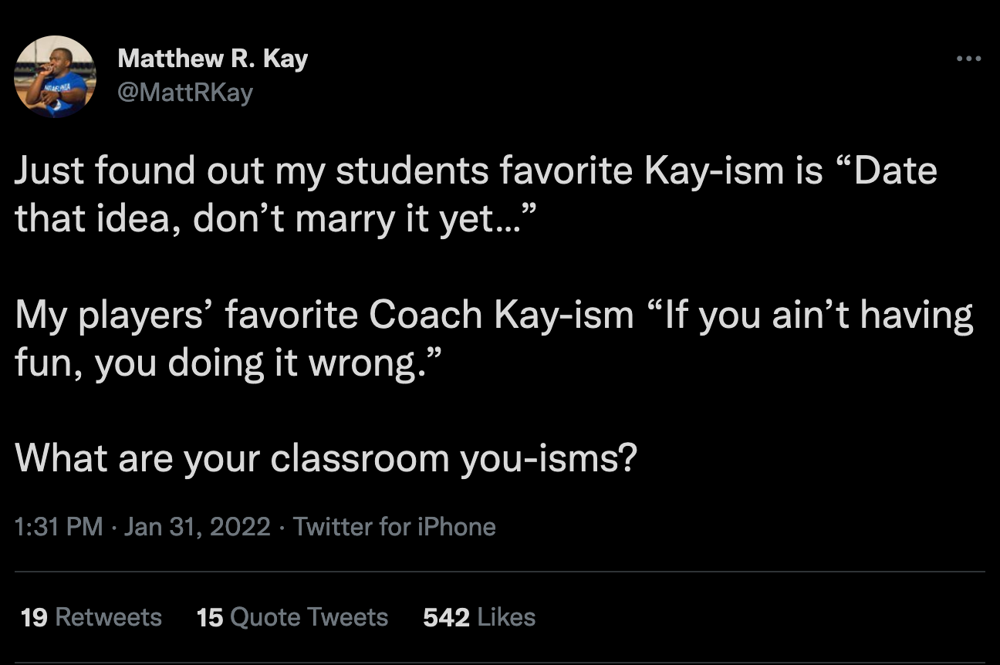 Matthew R. Kay
@MattRKay
Just found out my students favorite Kay-ism is “Date
that idea, don’t marry it yet…”
My players’ favorite Coach Kay-ism “If you ain’t having
fun, you doing it wrong.”
What are your classroom you-isms?
1:31 PM · Jan 31, 2022 · Twitter for iPhone
19 Retweets 15 Quote Tweets 542 Likes